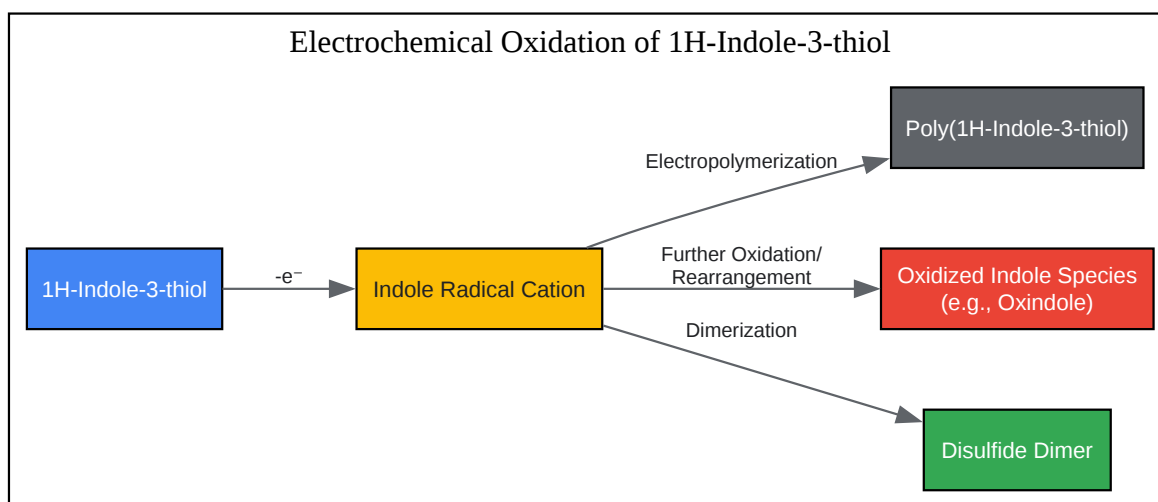 Electrochemical Oxidation of 1H-Indole-3-thiol
Poly(1H-Indole-3-thiol)
Electropolymerization
1H-Indole-3-thiol
-e⁻
Indole Radical Cation
Further Oxidation/
Rearrangement
Oxidized Indole Species
(e.g., Oxindole)
Dimerization
Disulfide Dimer